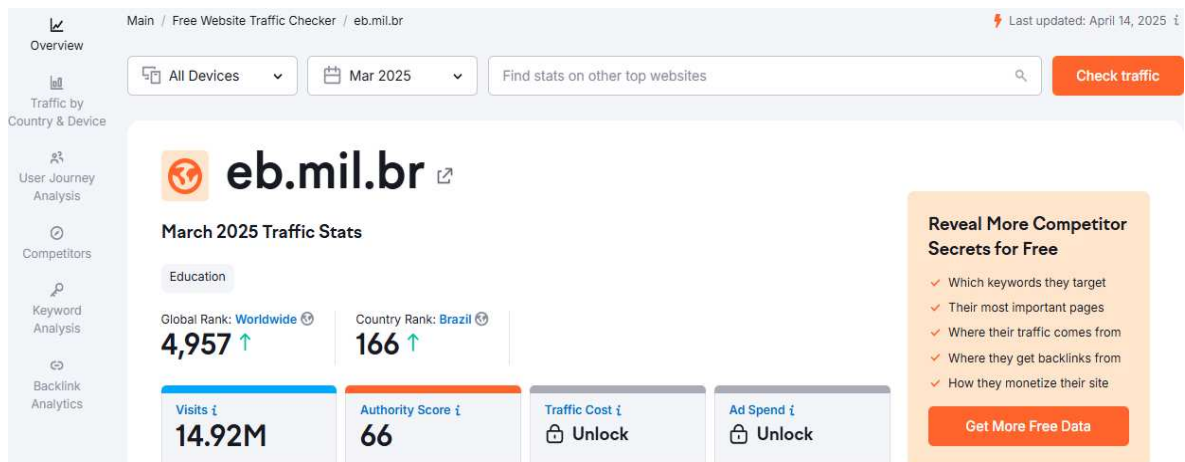 Main / Free Website Traffic Checker / eb.mil.br
Last updated: April 14, 2025 i
Overview
Traffic by
Country & Device
User Journey
Analysis
Competitors
Keyword
Analysis
Backlink
Analytics
All Devices
Mar 2025
Find stats on other top websites
Check traffic
eb.mil.br
March 2025 Traffic Stats
Education
Global Rank: Worldwide
4,957 ↑
Country Rank: Brazil
166 ↑
Visits i
14.92M
Authority Score i
66
Traffic Cost i
Unlock
Ad Spend i
Unlock
Reveal More Competitor
Secrets for Free
Which keywords they target
Their most important pages
Where their traffic comes from
Where they get backlinks from
How they monetize their site
Get More Free Data